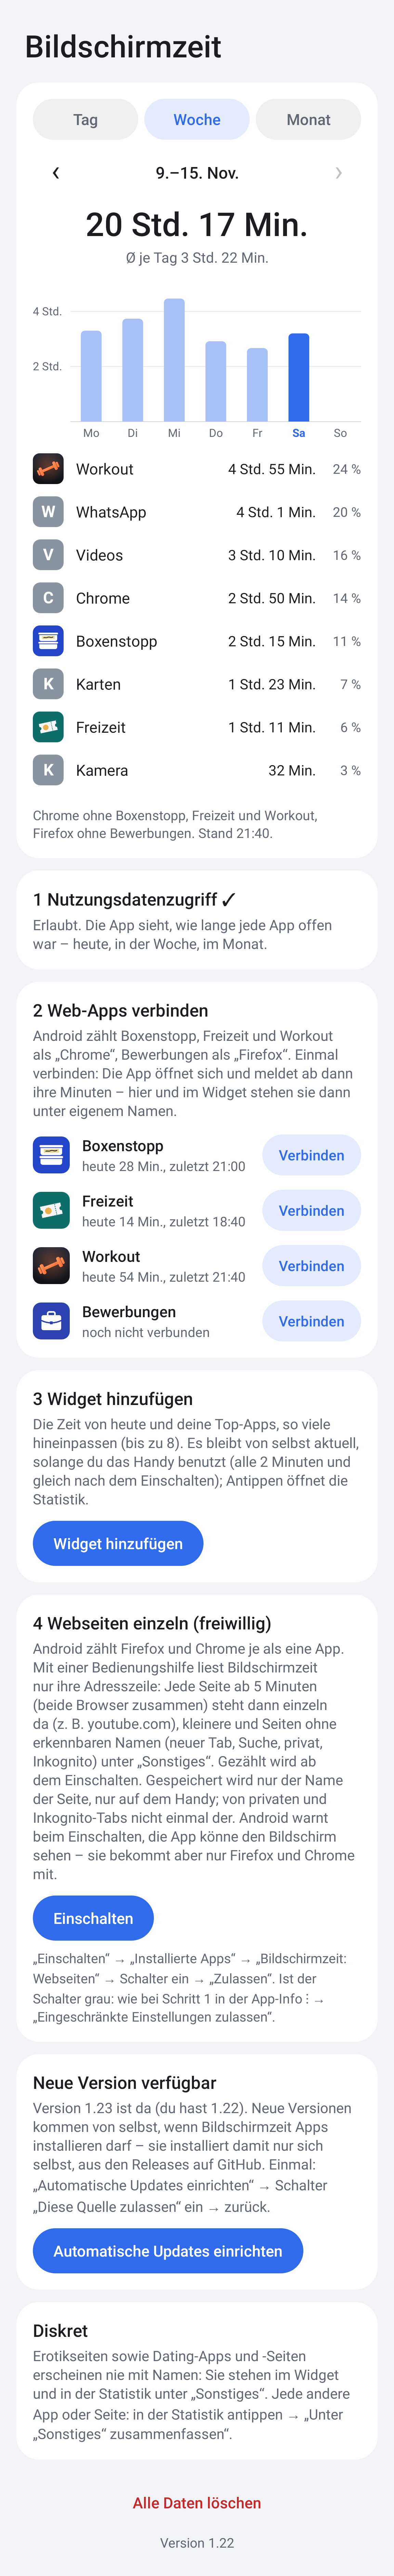 Bildschirmzeit
Tag Woche Monat
‹ 9.–15. Nov. ›
20 Std. 17 Min.
Ø je Tag 3 Std. 22 Min.
4 Std.
2 Std.
Mo Di Mi Do Fr Sa So
Workout 4 Std. 55 Min. 24 %
W WhatsApp 4 Std. 1 Min. 20 %
V Videos 3 Std. 10 Min. 16 %
C Chrome 2 Std. 50 Min. 14 %
Boxenstopp 2 Std. 15 Min. 11 %
K Karten 1 Std. 23 Min. 7 %
Freizeit 1 Std. 11 Min. 6 %
K Kamera 32 Min. 3 %
Chrome ohne Boxenstopp, Freizeit und Workout,
Firefox ohne Bewerbungen. Stand 21:40.
1 Nutzungsdatenzugriff ✓
Erlaubt. Die App sieht, wie lange jede App offen
war – heute, in der Woche, im Monat.
2 Web-Apps verbinden
Android zählt Boxenstopp, Freizeit und Workout
als „Chrome“, Bewerbungen als „Firefox“. Einmal
verbinden: Die App öffnet sich und meldet ab dann
ihre Minuten – hier und im Widget stehen sie dann
unter eigenem Namen.
Boxenstopp
heute 28 Min., zuletzt 21:00
Verbinden
Freizeit
heute 14 Min., zuletzt 18:40
Verbinden
Workout
heute 54 Min., zuletzt 21:40
Verbinden
Bewerbungen
noch nicht verbunden
Verbinden
3 Widget hinzufügen
Die Zeit von heute und deine Top-Apps, so viele
hineinpassen (bis zu 8). Es bleibt von selbst aktuell,
solange du das Handy benutzt (alle 2 Minuten und
gleich nach dem Einschalten); Antippen öffnet die
Statistik.
Widget hinzufügen
4 Webseiten einzeln (freiwillig)
Android zählt Firefox und Chrome je als eine App.
Mit einer Bedienungshilfe liest Bildschirmzeit
nur ihre Adresszeile: Jede Seite ab 5 Minuten
(beide Browser zusammen) steht dann einzeln
da (z. B. youtube.com), kleinere und Seiten ohne
erkennbaren Namen (neuer Tab, Suche, privat,
Inkognito) unter „Sonstiges“. Gezählt wird ab
dem Einschalten. Gespeichert wird nur der Name
der Seite, nur auf dem Handy; von privaten und
Inkognito-Tabs nicht einmal der. Android warnt
beim Einschalten, die App könne den Bildschirm
sehen – sie bekommt aber nur Firefox und Chrome
mit.
Einschalten
„Einschalten“ → „Installierte Apps“ → „Bildschirmzeit:
Webseiten“ → Schalter ein → „Zulassen“. Ist der
Schalter grau: wie bei Schritt 1 in der App-Info ⋮ →
„Eingeschränkte Einstellungen zulassen“.
Neue Version verfügbar
Version 1.23 ist da (du hast 1.22). Neue Versionen
kommen von selbst, wenn Bildschirmzeit Apps
installieren darf – sie installiert damit nur sich
selbst, aus den Releases auf GitHub. Einmal:
„Automatische Updates einrichten“ → Schalter
„Diese Quelle zulassen“ ein → zurück.
Automatische Updates einrichten
Diskret
Erotikseiten sowie Dating-Apps und -Seiten
erscheinen nie mit Namen: Sie stehen im Widget
und in der Statistik unter „Sonstiges“. Jede andere
App oder Seite: in der Statistik antippen → „Unter
„Sonstiges“ zusammenfassen“.
Alle Daten löschen
Version 1.22